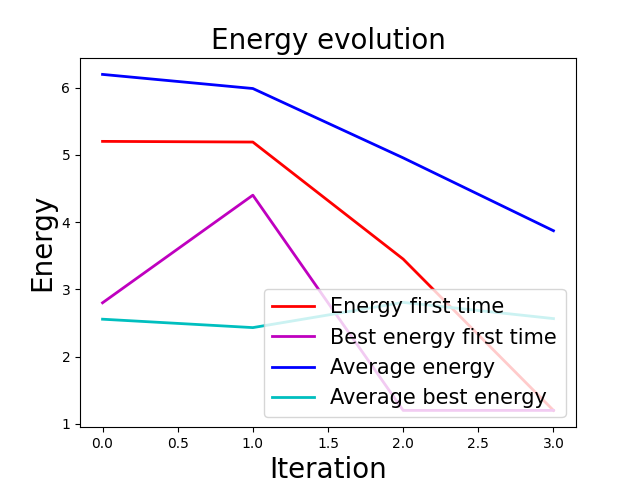 Energy evolution
6
5
4
3
2
1
Energy
Energy first time
Best energy first time
Average energy
Average best energy
0.0 0.5 1.0 1.5 2.0 2.5 3.0
Iteration